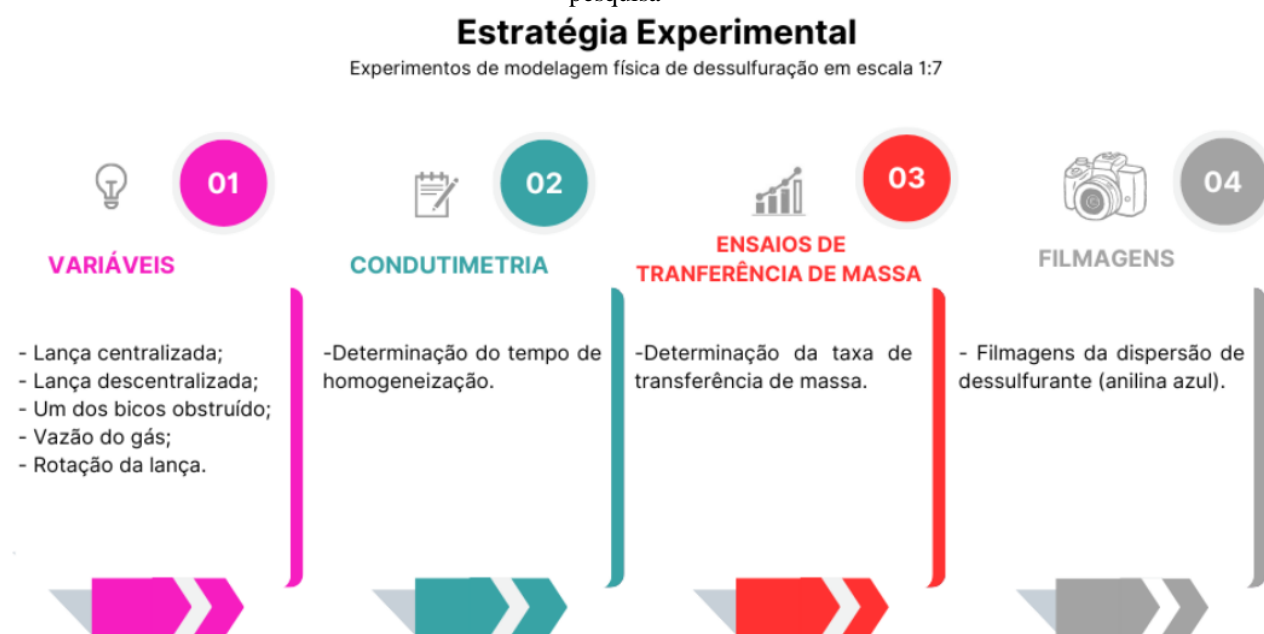 pesquisa
Estratégia Experimental
Experimentos de modelagem física de dessulfuração em escala 1:7
01
VARIÁVEIS
- Lança centralizada;
- Lança descentralizada;
- Um dos bicos obstruído;
- Vazão do gás;
- Rotação da lança.
02
CONDUTIMETRIA
-Determinação do tempo de
homogeneização.
03
ENSAIOS DE
TRANFERÊNCIA DE MASSA
-Determinação da taxa de
transferência de massa.
04
FILMAGENS
- Filmagens da dispersão de
dessulfurante (anilina azul).